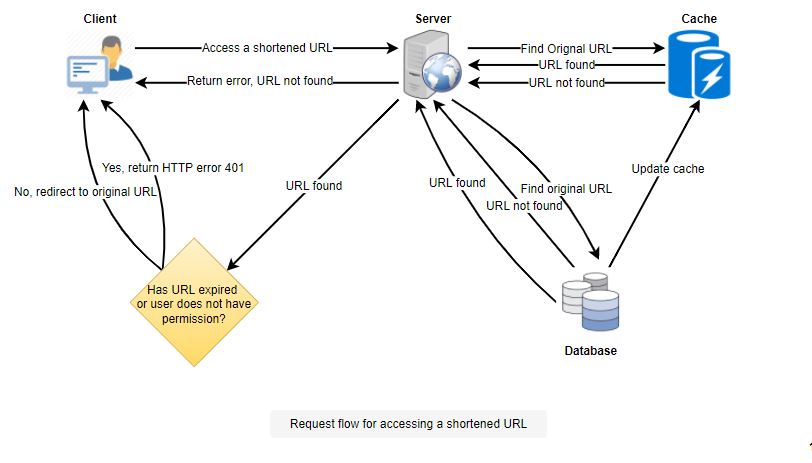 Client
Server
Cache
Access a shortened URL
Find Orignal URL
URL found
Return error, URL not found
URL not found
Yes, return HTTP error 401
Update cache
No, redirect to original URL
URL found
URL found
Find original URL
URL not found
Has URL expired
or user does not have
permission?
Database
Request flow for accessing a shortened URL